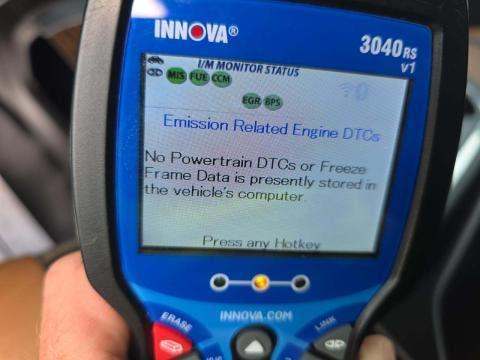 INNOVA®
3040RS
v1
I/M MONITOR STATUS
MIS FUE CCM
EGR BPS
Emission Related Engine DTCs
No Powertrain DTCs or Freeze
Frame Data is presently stored in
the vehicle's computer.
Press any Hotkey
INNOVA.COM
ERASE
LINK